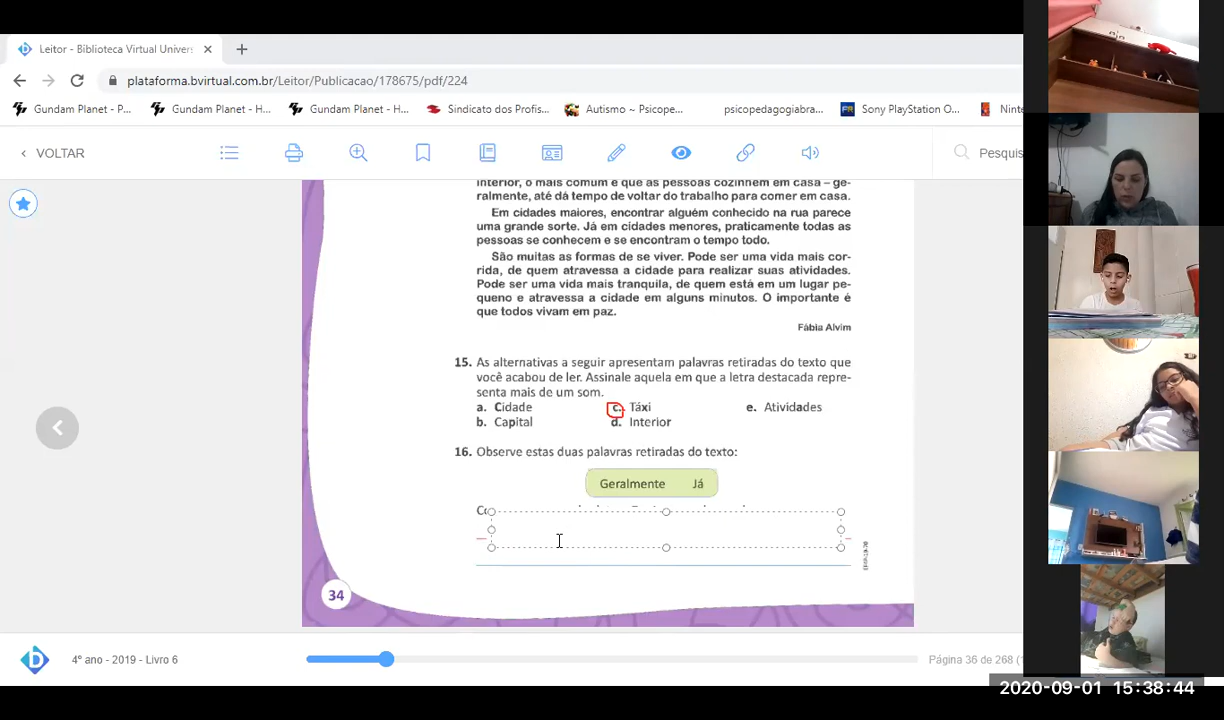 Leitor - Biblioteca Virtual Univers
plataforma.bvirtual.com.br/Leitor/Publicacao/178675/pdf/224
Gundam Planet - P...
Gundam Planet - H...
Gundam Planet - H...
Sindicato dos Profis...
Autismo ~ Psicope...
psicopedagogiabra...
Sony PlayStation O...
Ninte
VOLTAR
Pesquis
interior, o mais comum é que as pessoas cozinhem em casa – ge-
ralmente, até dá tempo de voltar do trabalho para comer em casa.
Em cidades maiores, encontrar alguém conhecido na rua parece
uma grande sorte. Já em cidades menores, praticamente todas as
pessoas se conhecem e se encontram o tempo todo.
São muitas as formas de se viver. Pode ser uma vida mais cor-
rida, de quem atravessa a cidade para realizar suas atividades.
Pode ser uma vida mais tranquila, de quem está em um lugar pe-
queno e atravessa a cidade em alguns minutos. O importante é
que todos vivam em paz.
Fábia Alvim
15. As alternativas a seguir apresentam palavras retiradas do texto que
você acabou de ler. Assinale aquela em que a letra destacada repre-
senta mais de um som.
a. Cidade c. Táxi e. Atividades
b. Capital d. Interior
16. Observe estas duas palavras retiradas do texto:
Geralmente Já
34
4º ano - 2019 - Livro 6
Página 36 de 268 (1
2020-09-01 15:38:44